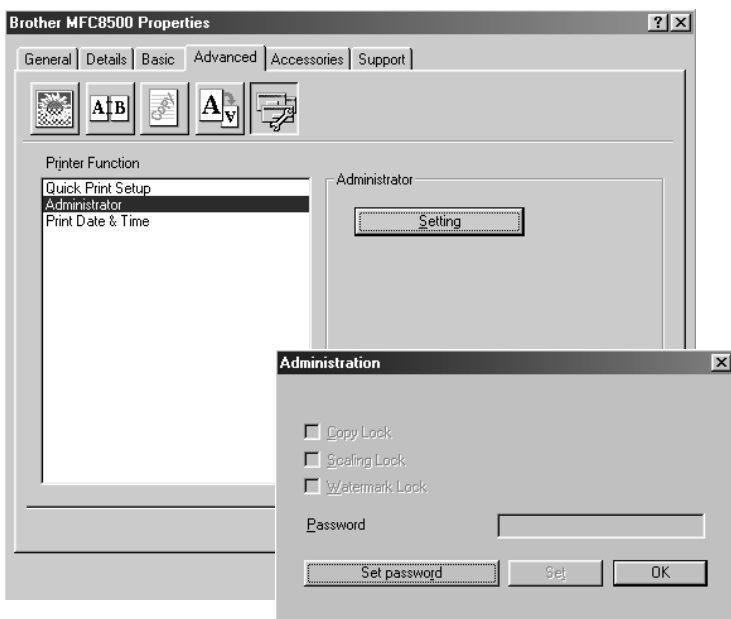 Brother MFC8500 Properties
General Details Basic Advanced Accessories Support
A B
Copy
A A
Printer Function
Quick Print Setup
Administrator
Print Date & Time
Administrator
Setting
Administration
Copy Lock
Scaling Lock
Watermark Lock
Password
Set password Set OK